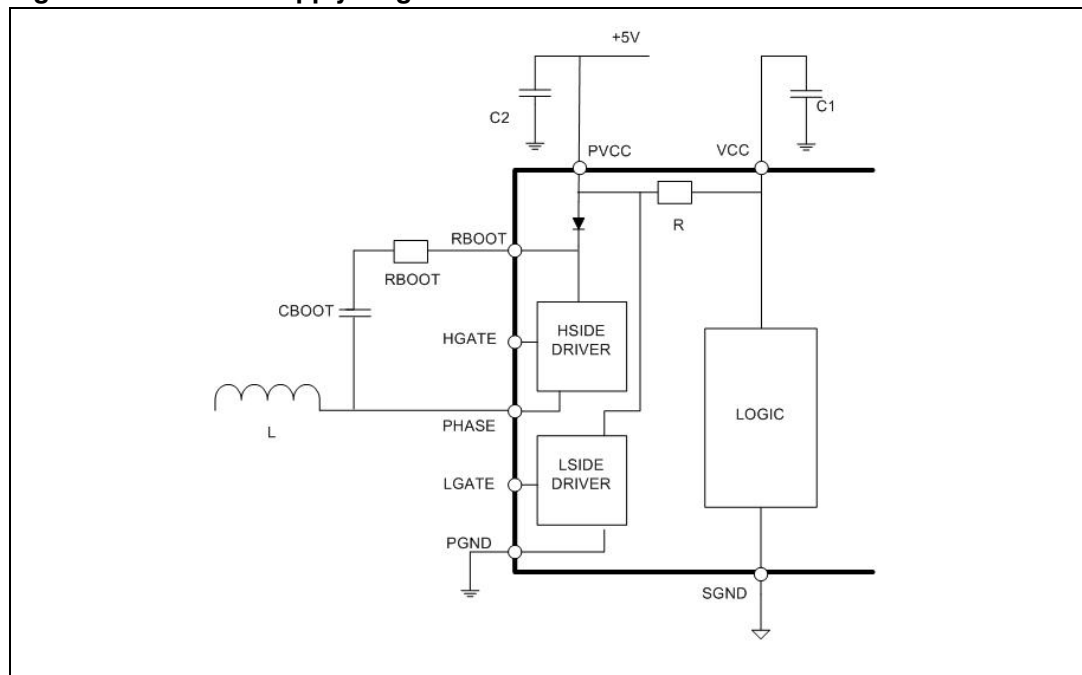 +5V
C2
C1
PVCC
VCC
R
RBOOT
RBOOT
CBOOT
HGATE
HSIDE
DRIVER
PHASE
L
LOGIC
LSIDE
DRIVER
LGATE
PGND
SGND